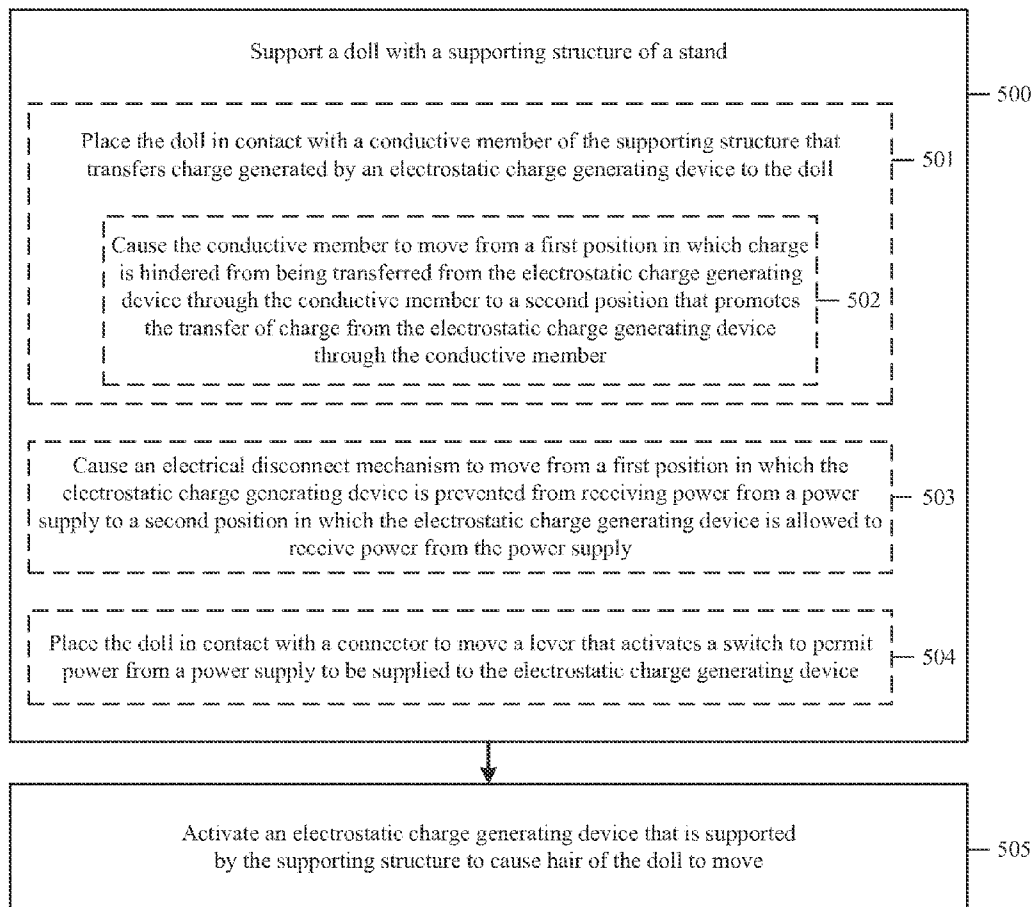 Support a doll with a supporting structure of a stand
500
Place the doll in contact with a conductive member of the supporting structure that
transfers charge generated by an electrostatic charge generating device to the doll
501
Cause the conductive member to move from a first position in which charge
is hindered from being transferred from the electrostatic charge generating
device through the conductive member to a second position that promotes
the transfer of charge from the electrostatic charge generating device
through the conductive member
502
Cause an electrical disconnect mechanism to move from a first position in which the
electrostatic charge generating device is prevented from receiving power from a power
supply to a second position in which the electrostatic charge generating device is allowed to
receive power from the power supply
503
Place the doll in contact with a connector to move a lever that activates a switch to permit
power from a power supply to be supplied to the electrostatic charge generating device
504
Activate an electrostatic charge generating device that is supported
by the supporting structure to cause hair of the doll to move
505